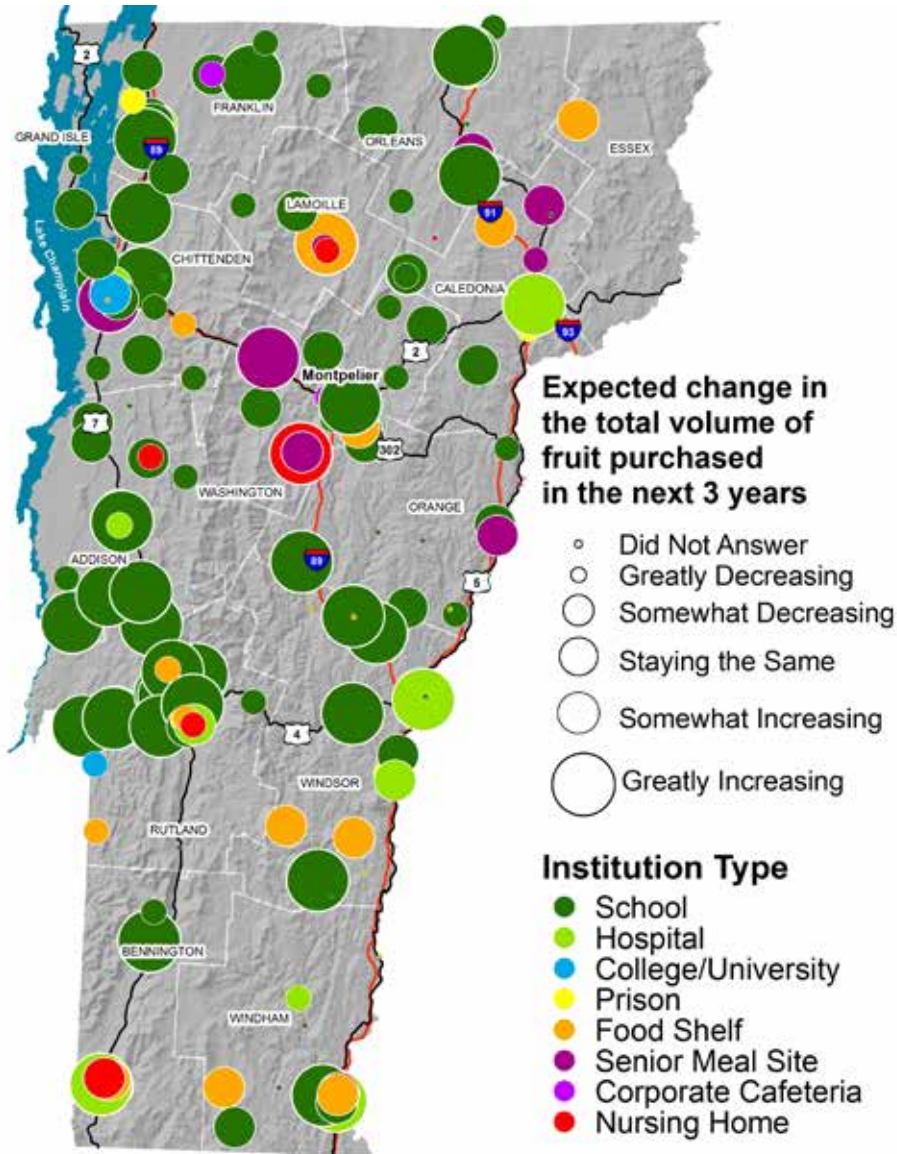 2
FRANKLIN
GRAND ISLE
89
ORLEANS
ESSEX
LAMOILLE
91
Lake Champlain
CHITTENDEN
CALEDONIA
93
2
Montpelier
7
302
WASHINGTON
ORANGE
ADDISON
89
5
4
WINDSOR
RUTLAND
BENNINGTON
WINDHAM
Expected change in
the total volume of
fruit purchased
in the next 3 years
Did Not Answer
Greatly Decreasing
Somewhat Decreasing
Staying the Same
Somewhat Increasing
Greatly Increasing
Institution Type
School
Hospital
College/University
Prison
Food Shelf
Senior Meal Site
Corporate Cafeteria
Nursing Home